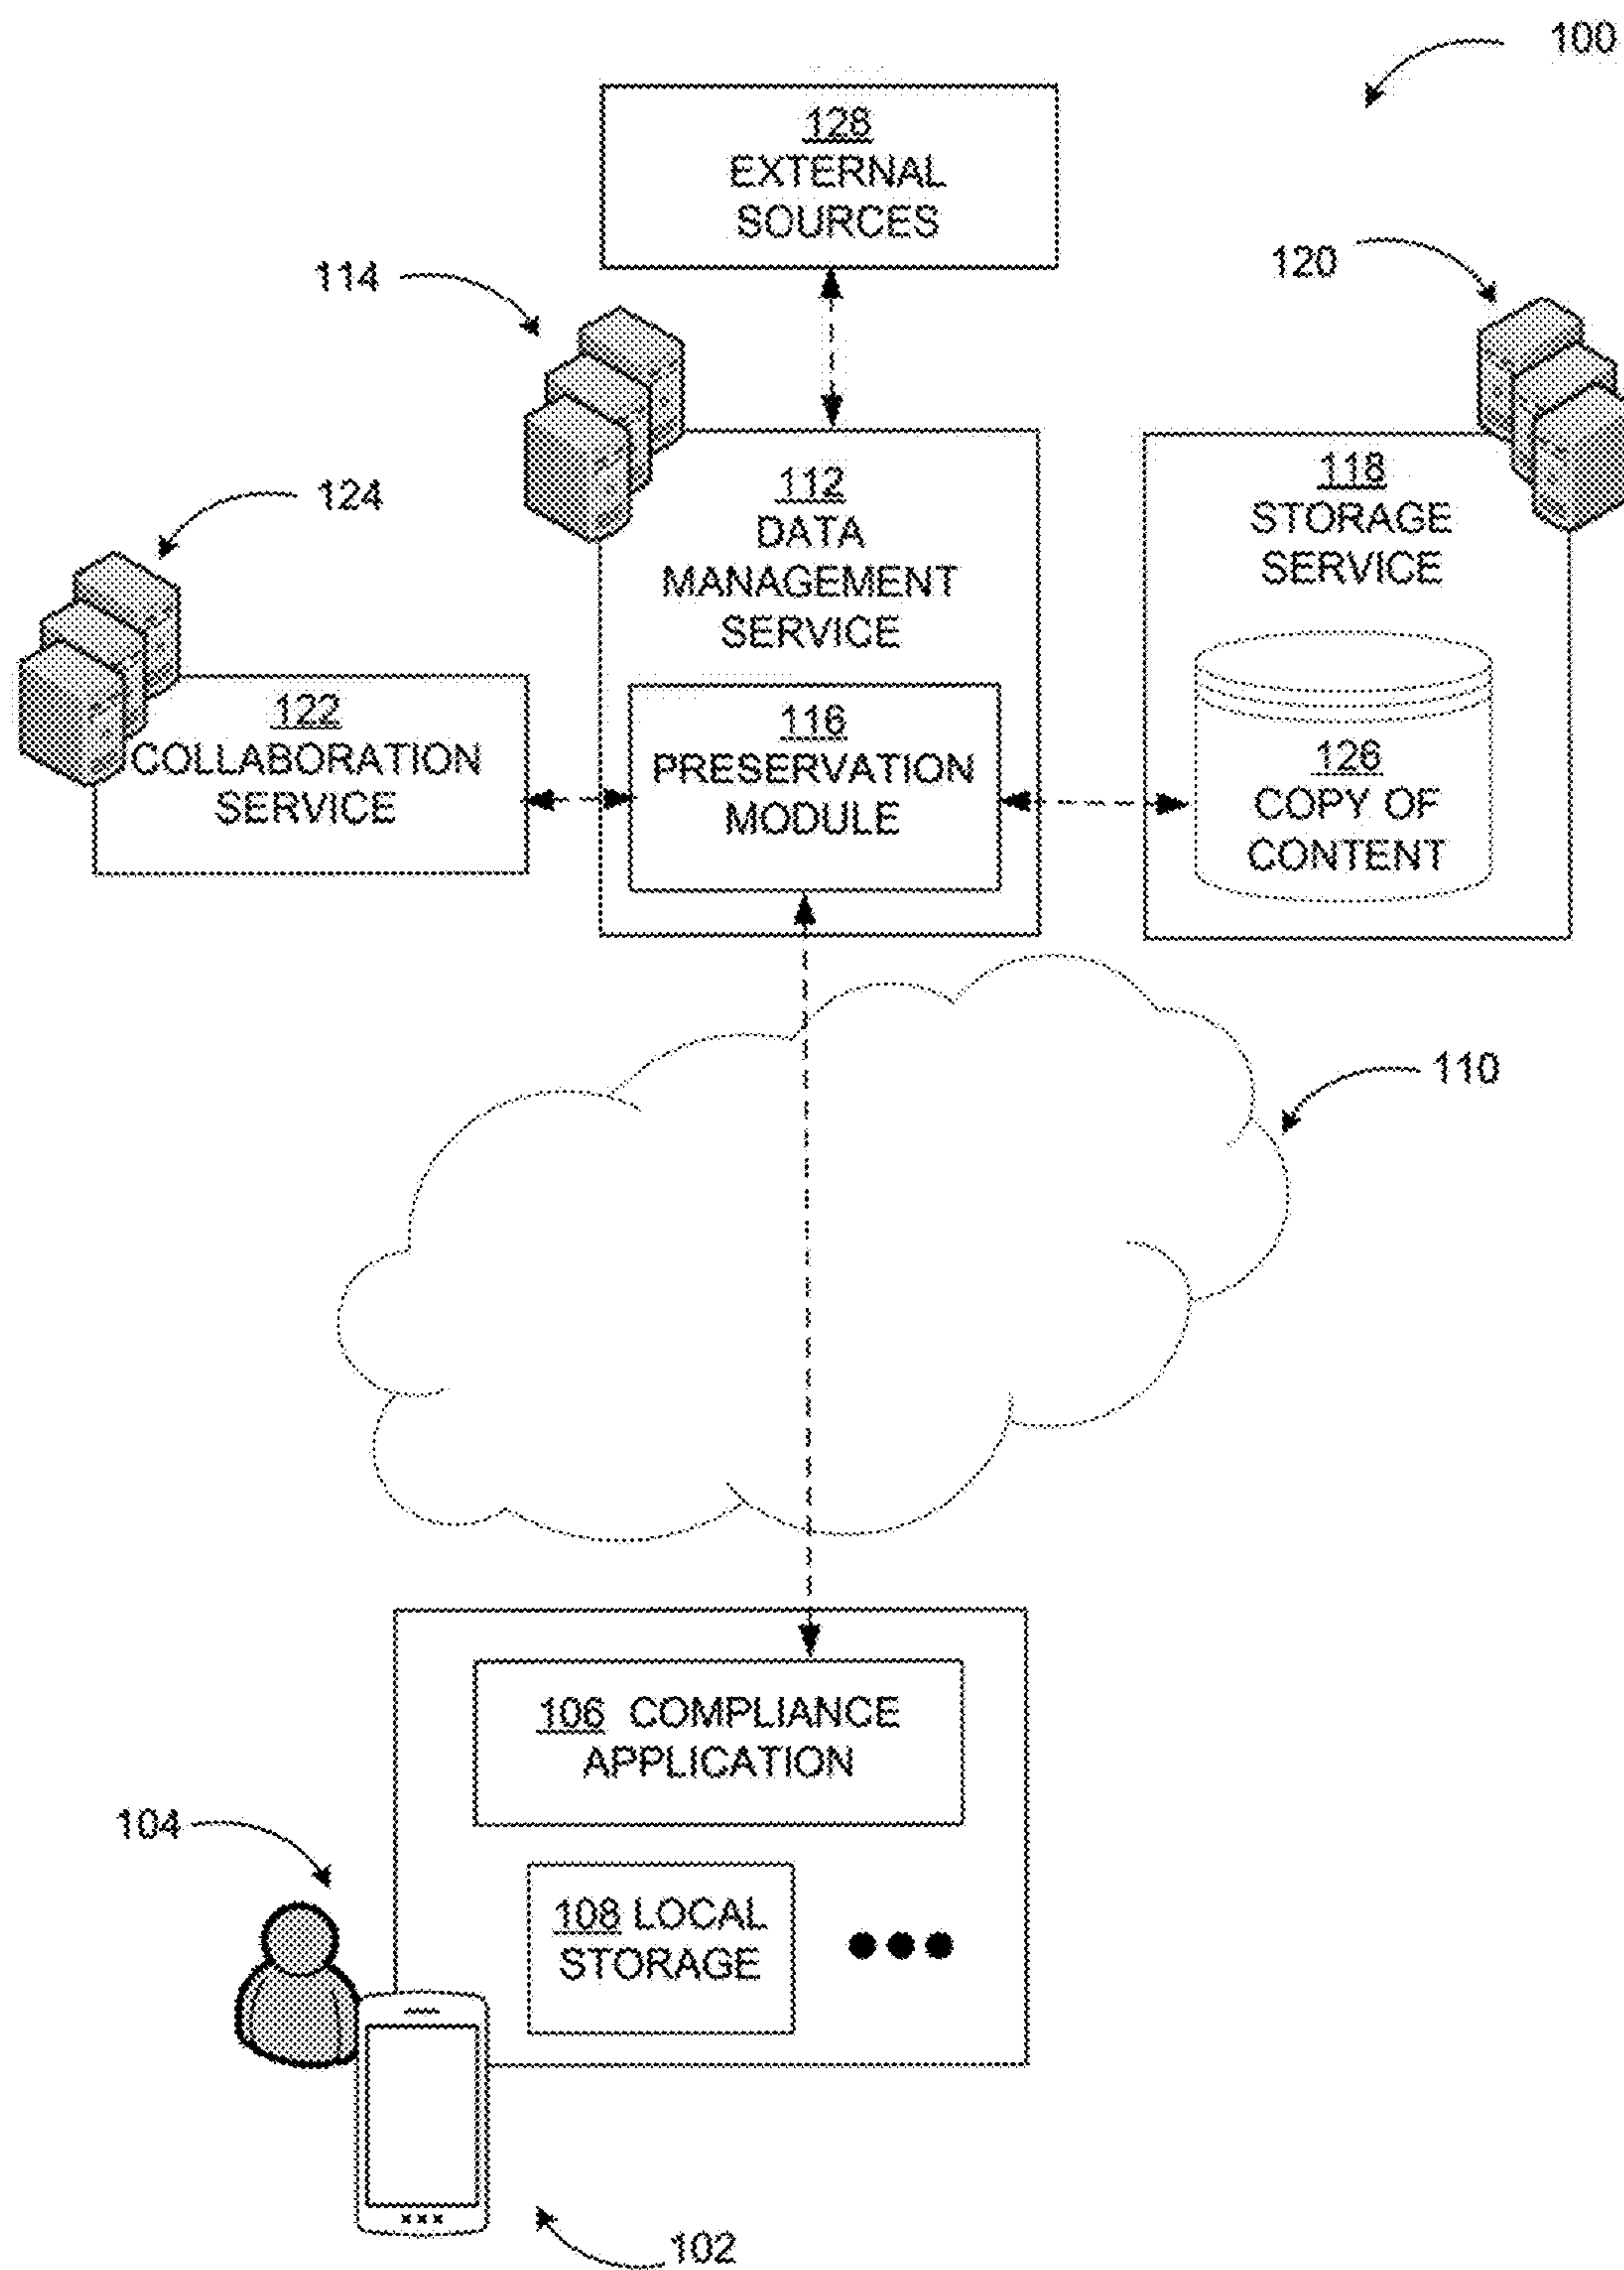 100
128
EXTERNAL
SOURCES
114
120
112
DATA
MANAGEMENT
SERVICE
118
STORAGE
SERVICE
124
122
COLLABORATION
SERVICE
116
PRESERVATION
MODULE
126
COPY OF
CONTENT
110
106 COMPLIANCE
APPLICATION
104
108 LOCAL
STORAGE
102